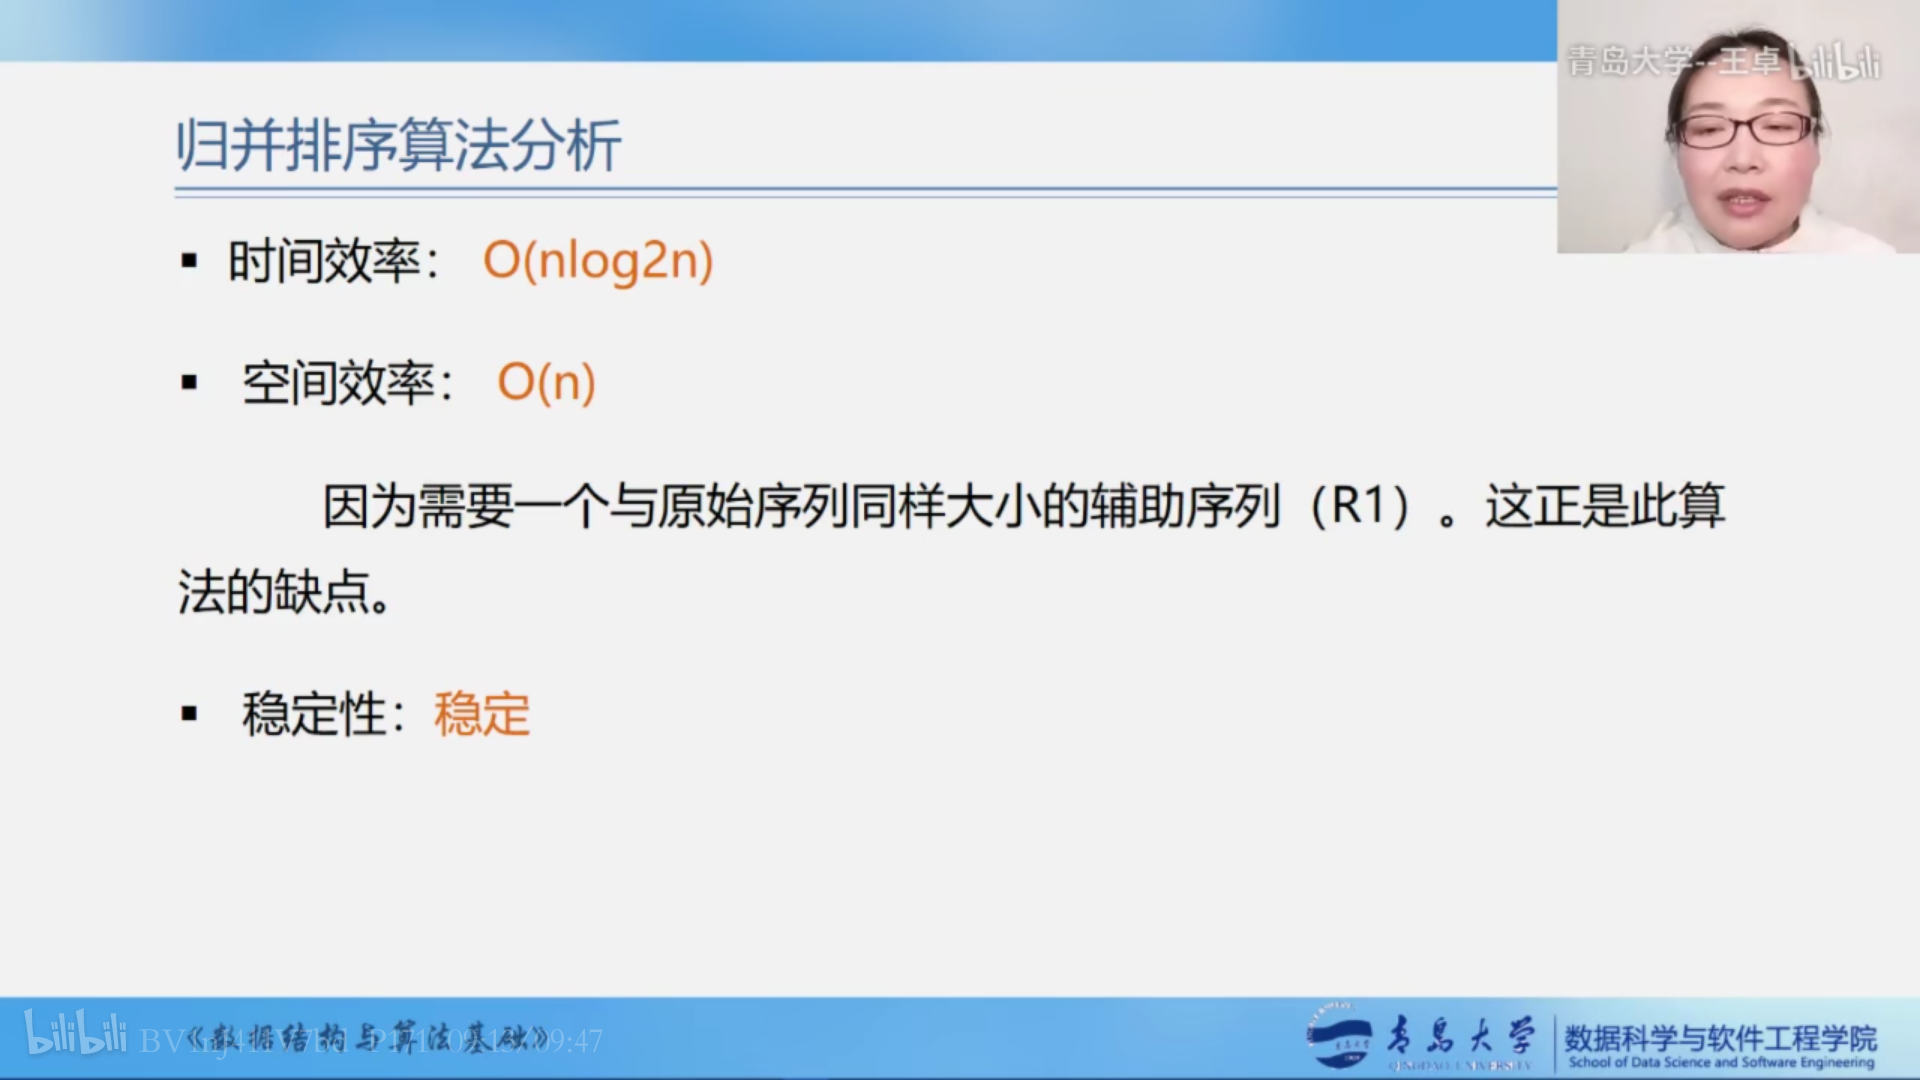 青岛大学--王卓 bilibili
归并排序算法分析
▪ 时间效率： O(nlog2n)
▪ 空间效率： O(n)
因为需要一个与原始序列同样大小的辅助序列（R1）。这正是此算
法的缺点。
▪ 稳定性：稳定
bilibili
《数据结构与算法基础》
青岛大学
QINGDAO UNIVERSITY
数据科学与软件工程学院
School of Data Science and Software Engineering